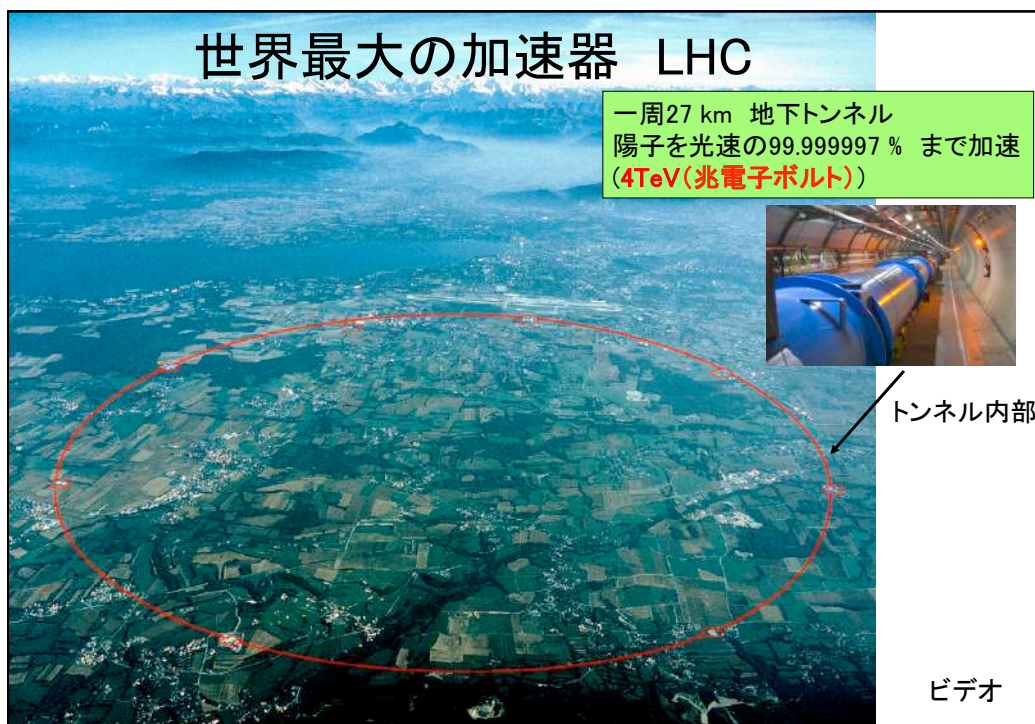 世界最大の加速器　LHC
一周27 km　地下トンネル
陽子を光速の99.999997 %　まで加速
(4TeV（兆電子ボルト）)
トンネル内部
ビデオ